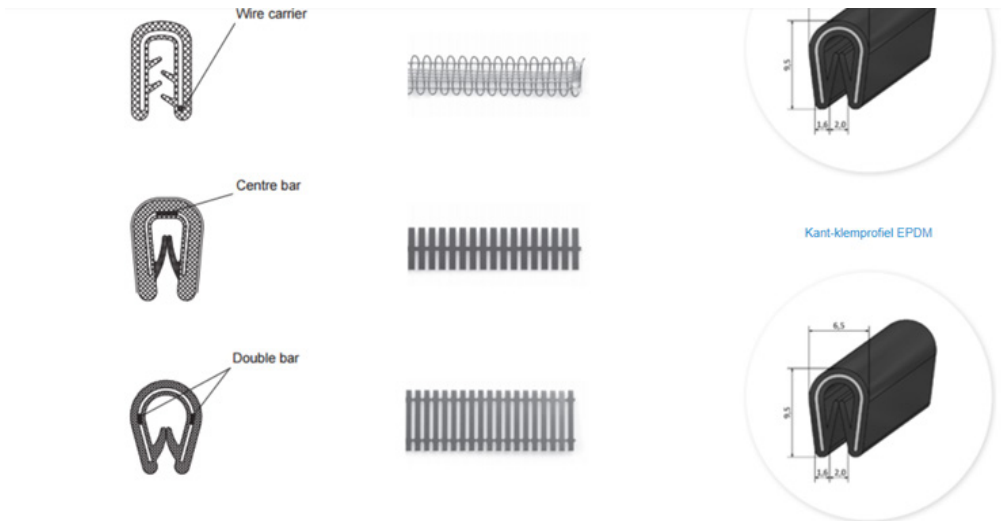 Wire carrier
9,5
1,6 2,0
Centre bar
Kant-klemprofiel EPDM
6,5
Double bar
9,5
1,6 2,0